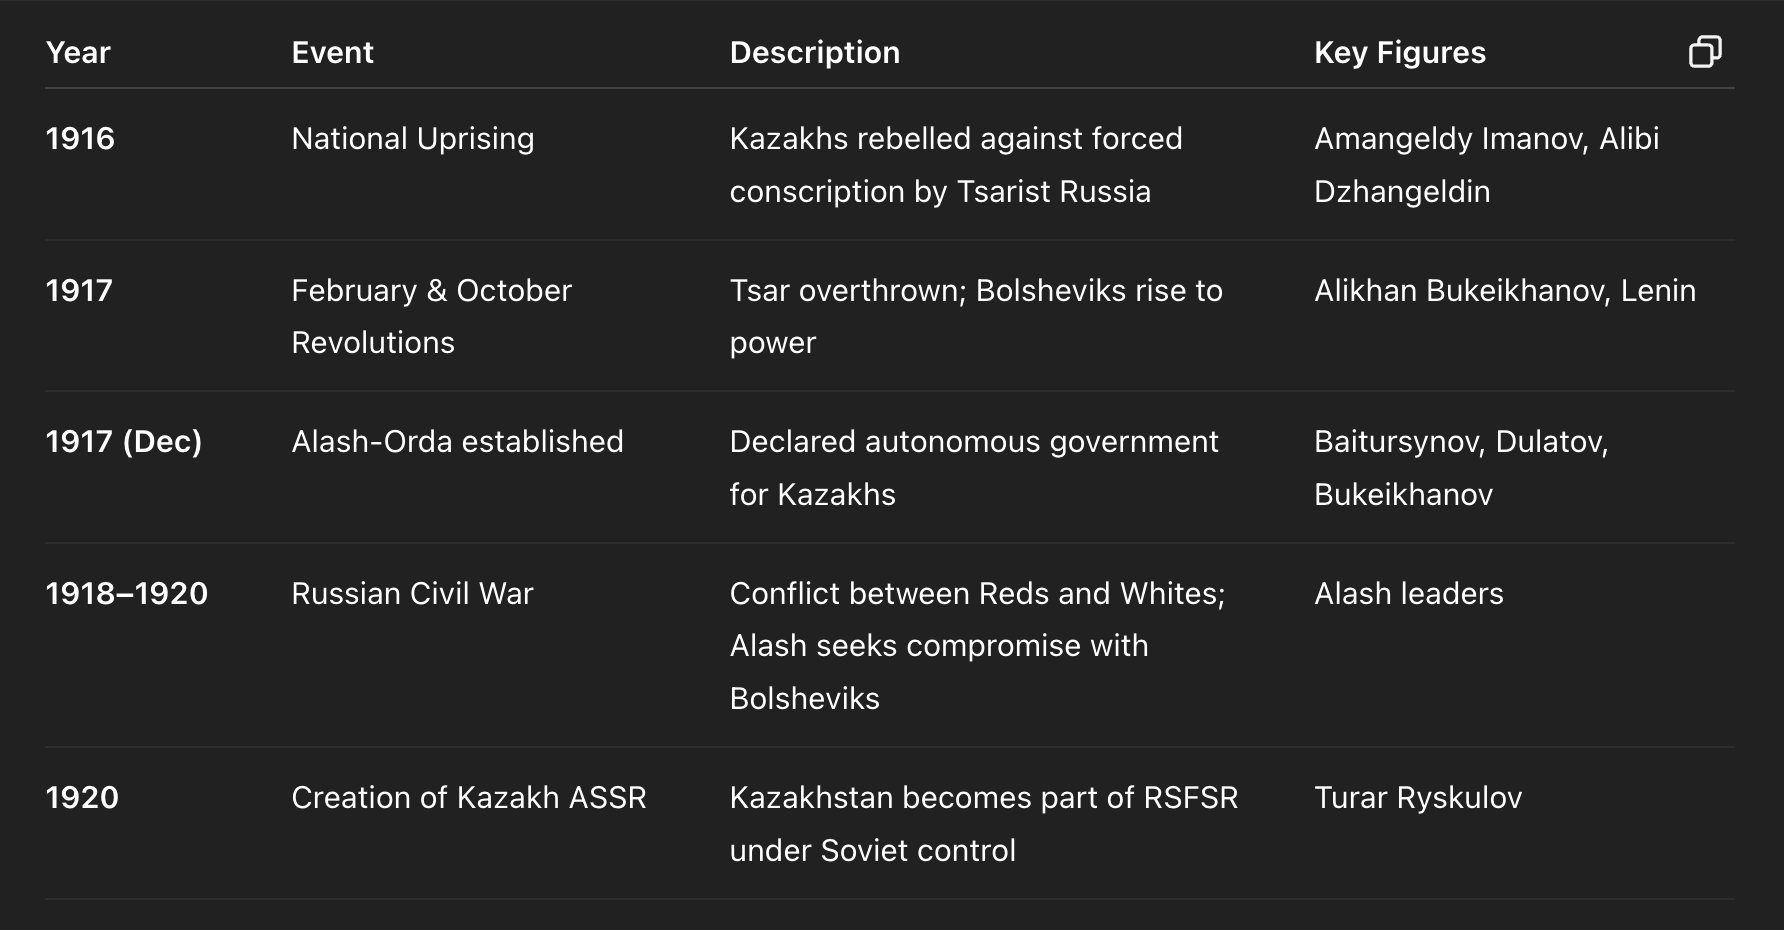 Year Event Description Key Figures
1916 National Uprising Kazakhs rebelled against forced Amangeldy Imanov, Alibi
conscription by Tsarist Russia Dzhangeldin
1917 February & October Tsar overthrown; Bolsheviks rise to Alikhan Bukeikhanov, Lenin
Revolutions power
1917 (Dec) Alash-Orda established Declared autonomous government Baitursynov, Dulatov,
for Kazakhs Bukeikhanov
1918–1920 Russian Civil War Conflict between Reds and Whites; Alash leaders
Alash seeks compromise with
Bolsheviks
1920 Creation of Kazakh ASSR Kazakhstan becomes part of RSFSR Turar Ryskulov
under Soviet control